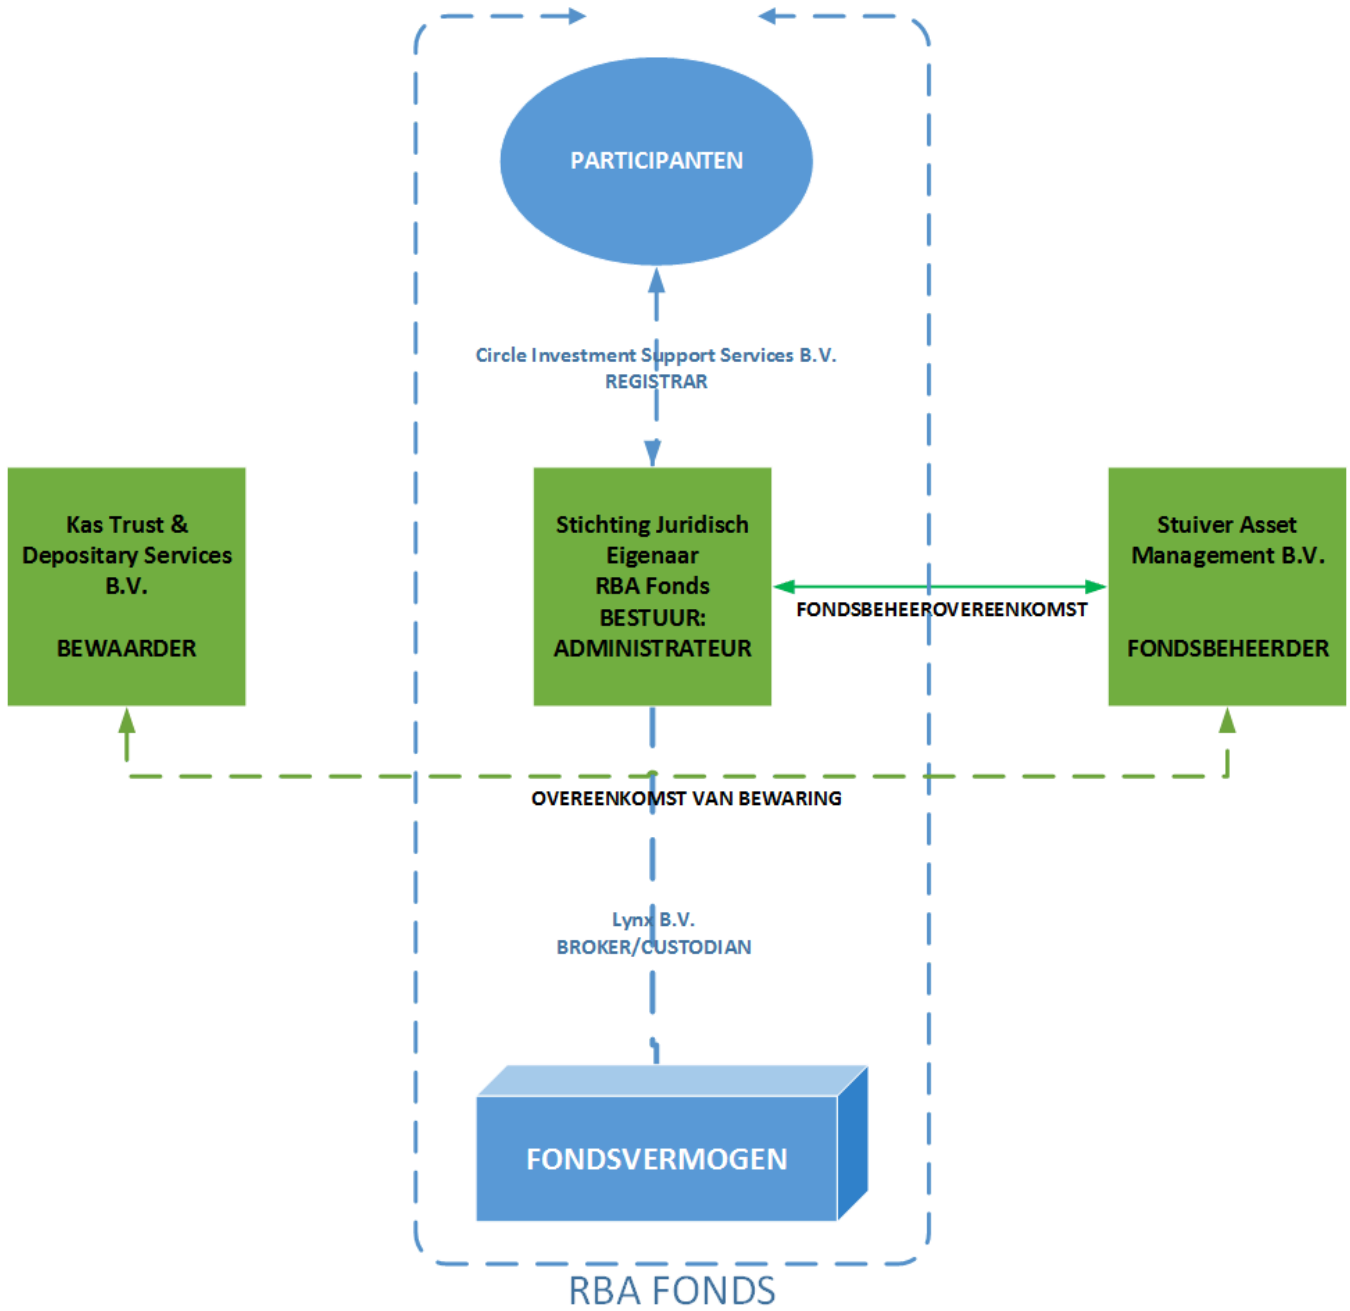 PARTICIPANTEN
Circle Investment Support Services B.V.
REGISTRAR
Kas Trust &
Depositary Services
B.V.
BEWAARDER
Stichting Juridisch
Eigenaar
RBA Fonds
BESTUUR:
ADMINISTRATEUR
FONDSBEHEEROVEREENKOMST
Stuiver Asset
Management B.V.
FONDSBEHEERDER
OVEREENKOMST VAN BEWARING
Lynx B.V.
BROKER/CUSTODIAN
FONDSVERMOGEN
RBA FONDS